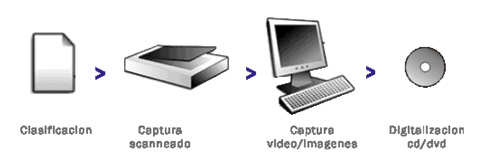 > > >
Clasificacion
Captura
scanneado
Captura
video/imagenes
Digitalizacion
cd/dvd